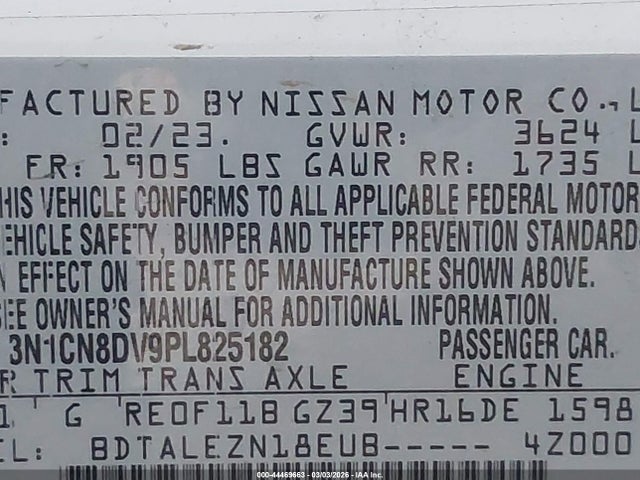 FACTURED BY NISSAN MOTOR CO., L
: 02/23. GVWR: 3624 L
FR: 1905 LBS GAWR RR: 1735 L
HIS VEHICLE CONFORMS TO ALL APPLICABLE FEDERAL MOTOR
EHICLE SAFETY, BUMPER AND THEFT PREVENTION STANDARD
N EFFECT ON THE DATE OF MANUFACTURE SHOWN ABOVE.
SEE OWNER'S MANUAL FOR ADDITIONAL INFORMATION.
3N1CN8DV9PL825182 PASSENGER CAR.
R TRIM TRANS AXLE ENGINE
1 G RE0F11B GZ39 HR16DE 1598
EL: BDTALEZN18EUB----- 4Z000
000-44469663 - 03/03/2026 - IAA Inc.